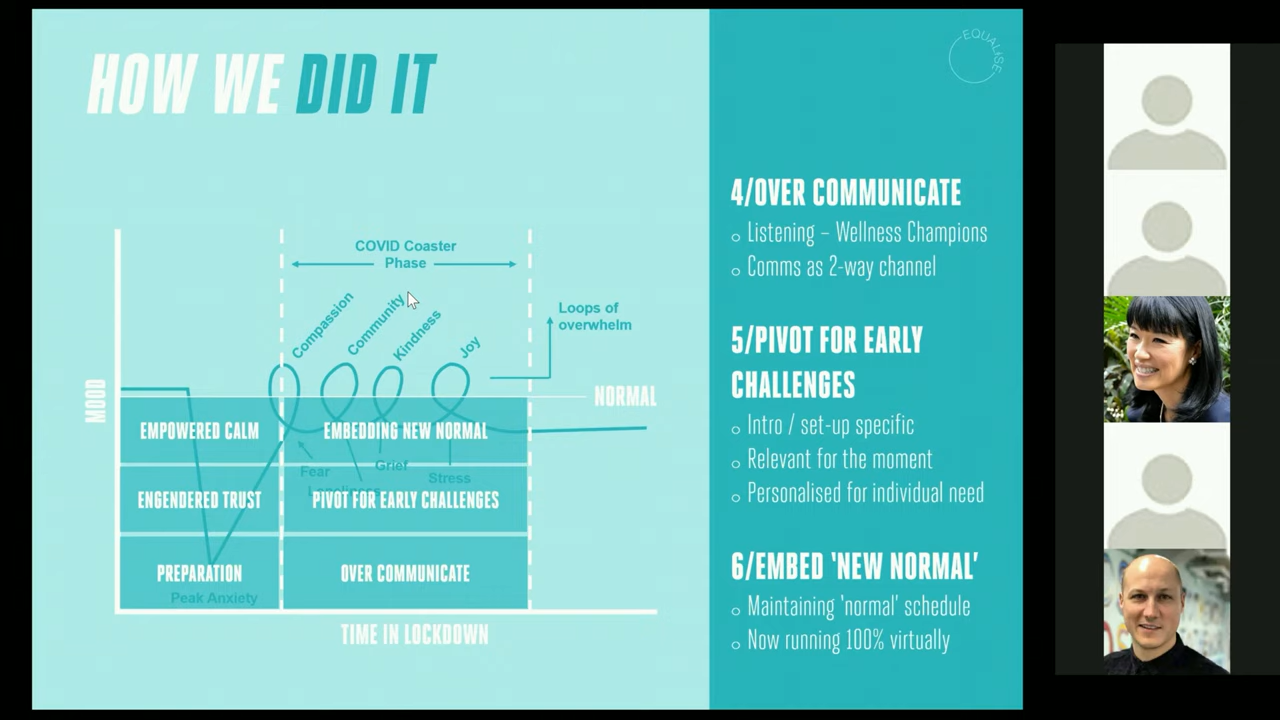 HOW WE DID IT
EQUALISE
COVID Coaster
Phase
Compassion
Community
Kindness
Joy
Loops of
overwhelm
MOOD
NORMAL
EMPOWERED CALM
EMBEDDING NEW NORMAL
Fear
Grief
Stress
Loneliness
ENGENDERED TRUST
PIVOT FOR EARLY CHALLENGES
PREPARATION
OVER COMMUNICATE
Peak Anxiety
TIME IN LOCKDOWN
4/OVER COMMUNICATE
Listening – Wellness Champions
Comms as 2-way channel
5/PIVOT FOR EARLY
CHALLENGES
Intro / set-up specific
Relevant for the moment
Personalised for individual need
6/EMBED ‘NEW NORMAL’
Maintaining 'normal' schedule
Now running 100% virtually